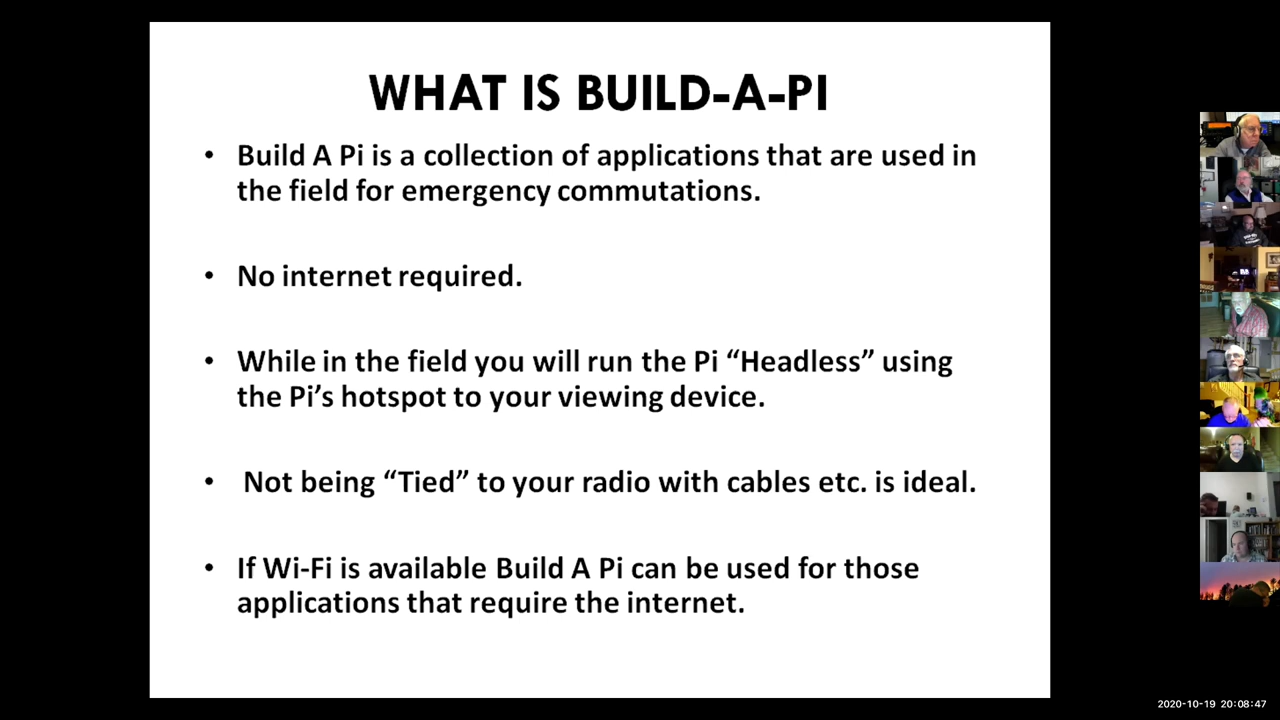 WHAT IS BUILD-A-PI
• Build A Pi is a collection of applications that are used in
the field for emergency commutations.
• No internet required.
• While in the field you will run the Pi “Headless” using
the Pi’s hotspot to your viewing device.
• Not being “Tied” to your radio with cables etc. is ideal.
• If Wi-Fi is available Build A Pi can be used for those
applications that require the internet.
2020-10-19 20:08:47